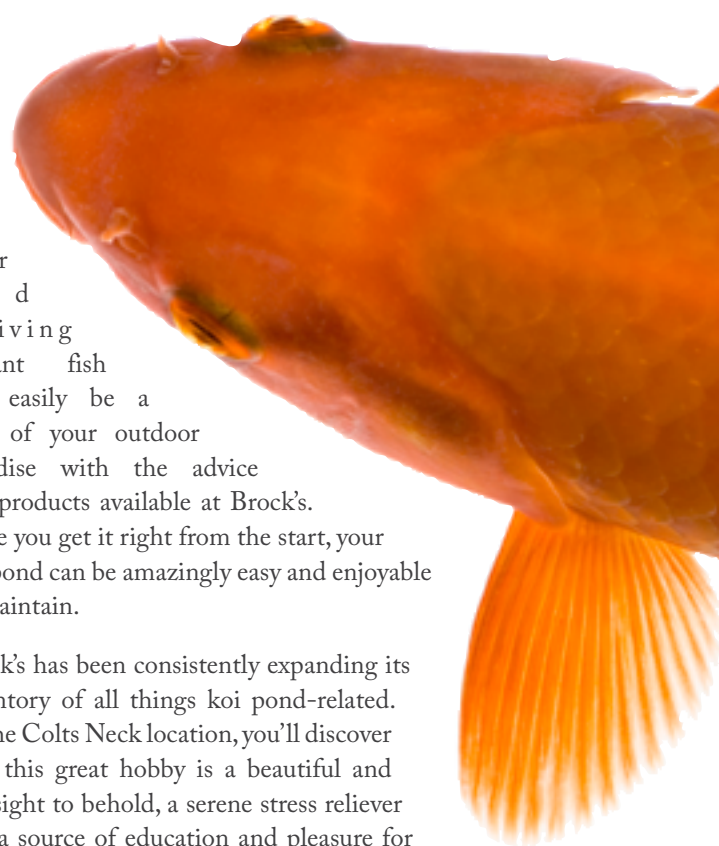 r
d
iving
nt fish
easily be a
of your outdoor
dise with the advice
products available at Brock's.
e you get it right from the start, your
pond can be amazingly easy and enjoyable
aintain.
k's has been consistently expanding its
ntory of all things koi pond-related.
ne Colts Neck location, you'll discover
this great hobby is a beautiful and
sight to behold, a serene stress reliever
a source of education and pleasure for